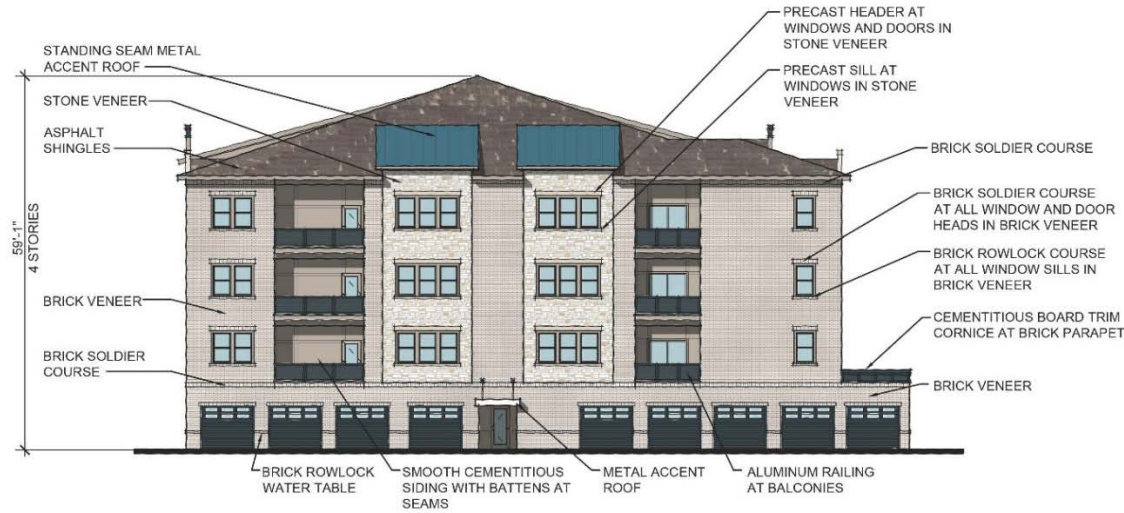 PRECAST HEADER AT
WINDOWS AND DOORS IN
STONE VENEER
STANDING SEAM METAL
ACCENT ROOF
PRECAST SILL AT
WINDOWS IN STONE
VENEER
STONE VENEER
ASPHALT
SHINGLES
BRICK SOLDIER COURSE
BRICK SOLDIER COURSE
AT ALL WINDOW AND DOOR
HEADS IN BRICK VENEER
59'-1"
4 STORIES
BRICK ROWLOCK COURSE
AT ALL WINDOW SILLS IN
BRICK VENEER
BRICK VENEER
CEMENTITIOUS BOARD TRIM
CORNICE AT BRICK PARAPET
BRICK SOLDIER
COURSE
BRICK VENEER
BRICK ROWLOCK
WATER TABLE
SMOOTH CEMENTITIOUS
SIDING WITH BATTENS AT
SEAMS
METAL ACCENT
ROOF
ALUMINUM RAILING
AT BALCONIES